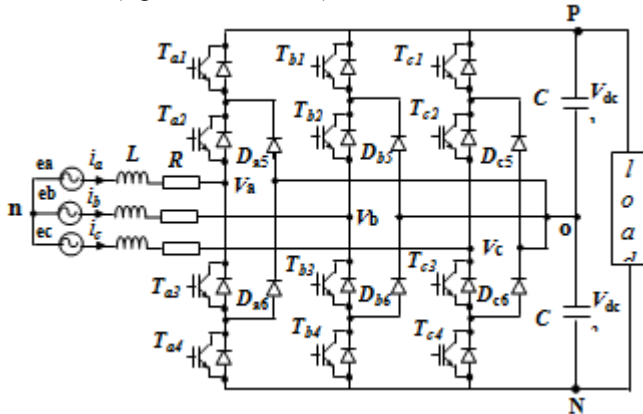 P
Ta1
Tb1
Tc1
C
Vdc
Ta2
Tb2
Tc2
Da5
Db5
Dc5
ea
ia
L
R
Va
n
eb
ib
Vb
o
ec
ic
Vc
Ta3
Tb3
Tc3
Da6
Db6
Dc6
C
Vdc
Ta4
Tb4
Tc4
N